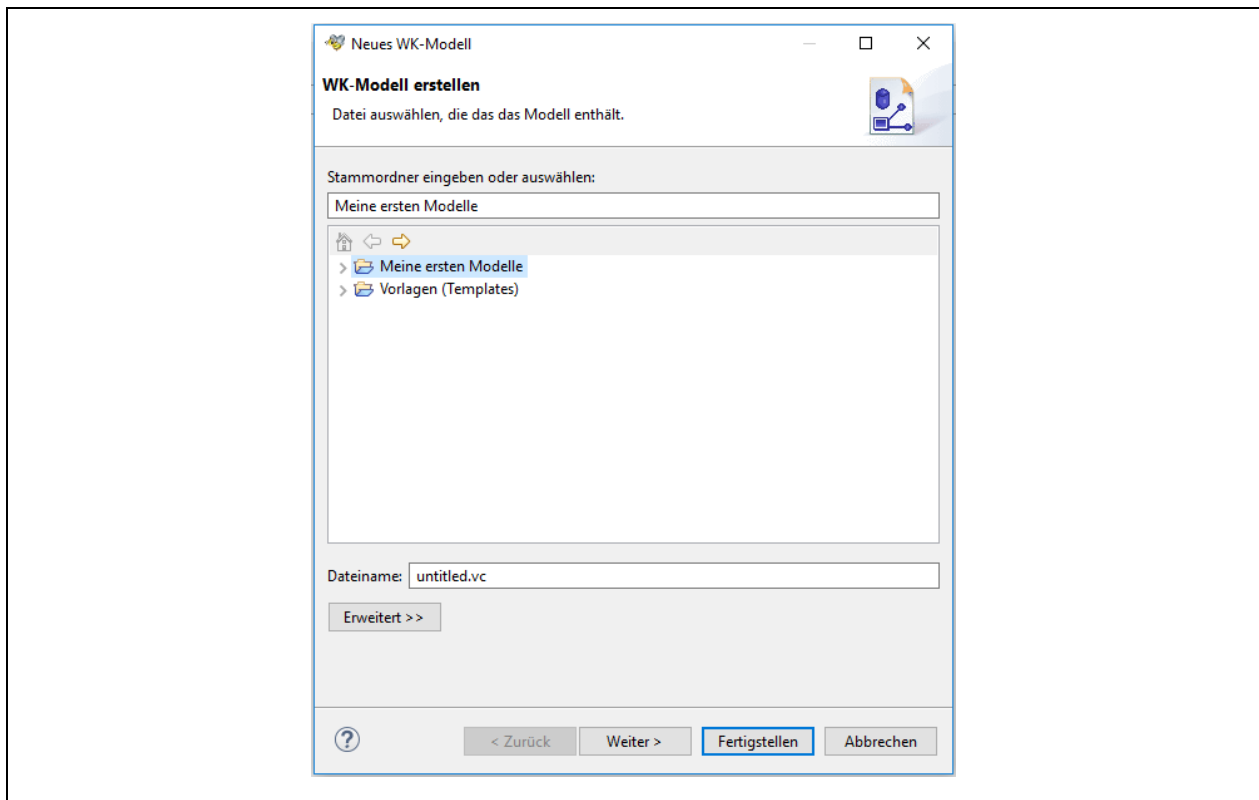 Neues WK-Modell
WK-Modell erstellen
Datei auswählen, die das das Modell enthält.
Stammordner eingeben oder auswählen:
Meine ersten Modelle
Meine ersten Modelle
Vorlagen (Templates)
Dateiname: untitled.vc
Erweitert >>
? < Zurück Weiter > Fertigstellen Abbrechen